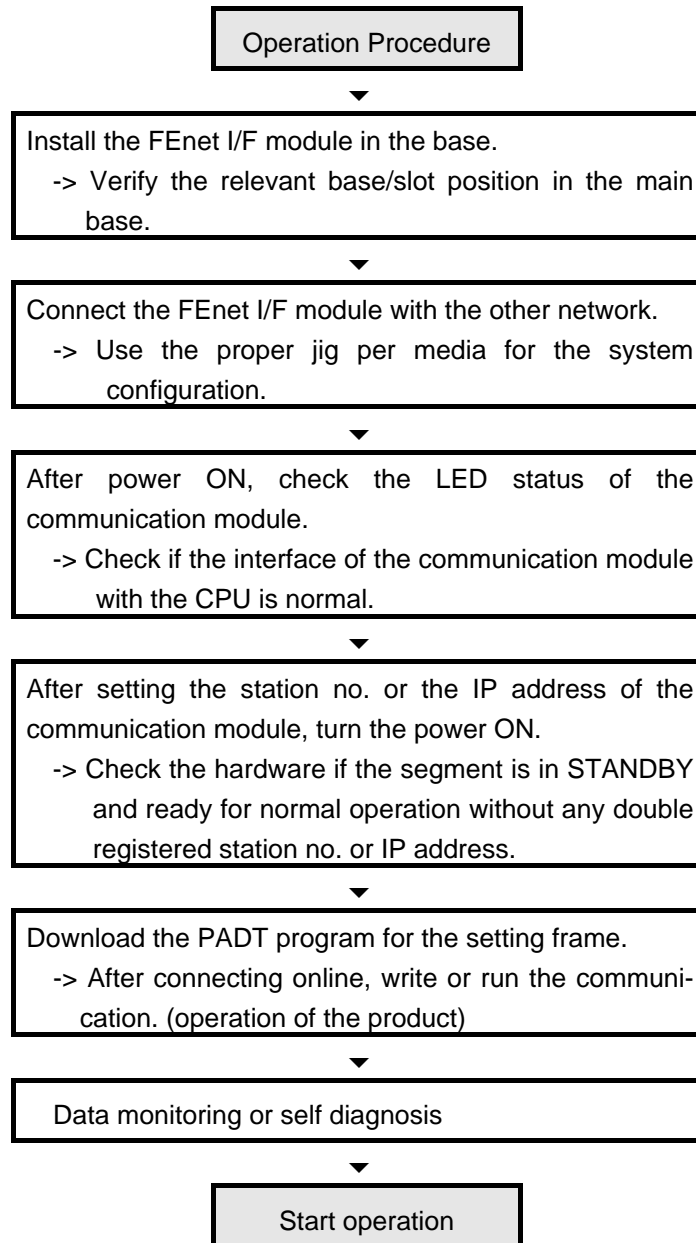 Operation Procedure
Install the FEnet I/F module in the base.
-> Verify the relevant base/slot position in the main
base.
Connect the FEnet I/F module with the other network.
-> Use the proper jig per media for the system
configuration.
After power ON, check the LED status of the
communication module.
-> Check if the interface of the communication module
with the CPU is normal.
After setting the station no. or the IP address of the
communication module, turn the power ON.
-> Check the hardware if the segment is in STANDBY
and ready for normal operation without any double
registered station no. or IP address.
Download the PADT program for the setting frame.
-> After connecting online, write or run the communi-
cation. (operation of the product)
Data monitoring or self diagnosis
Start operation